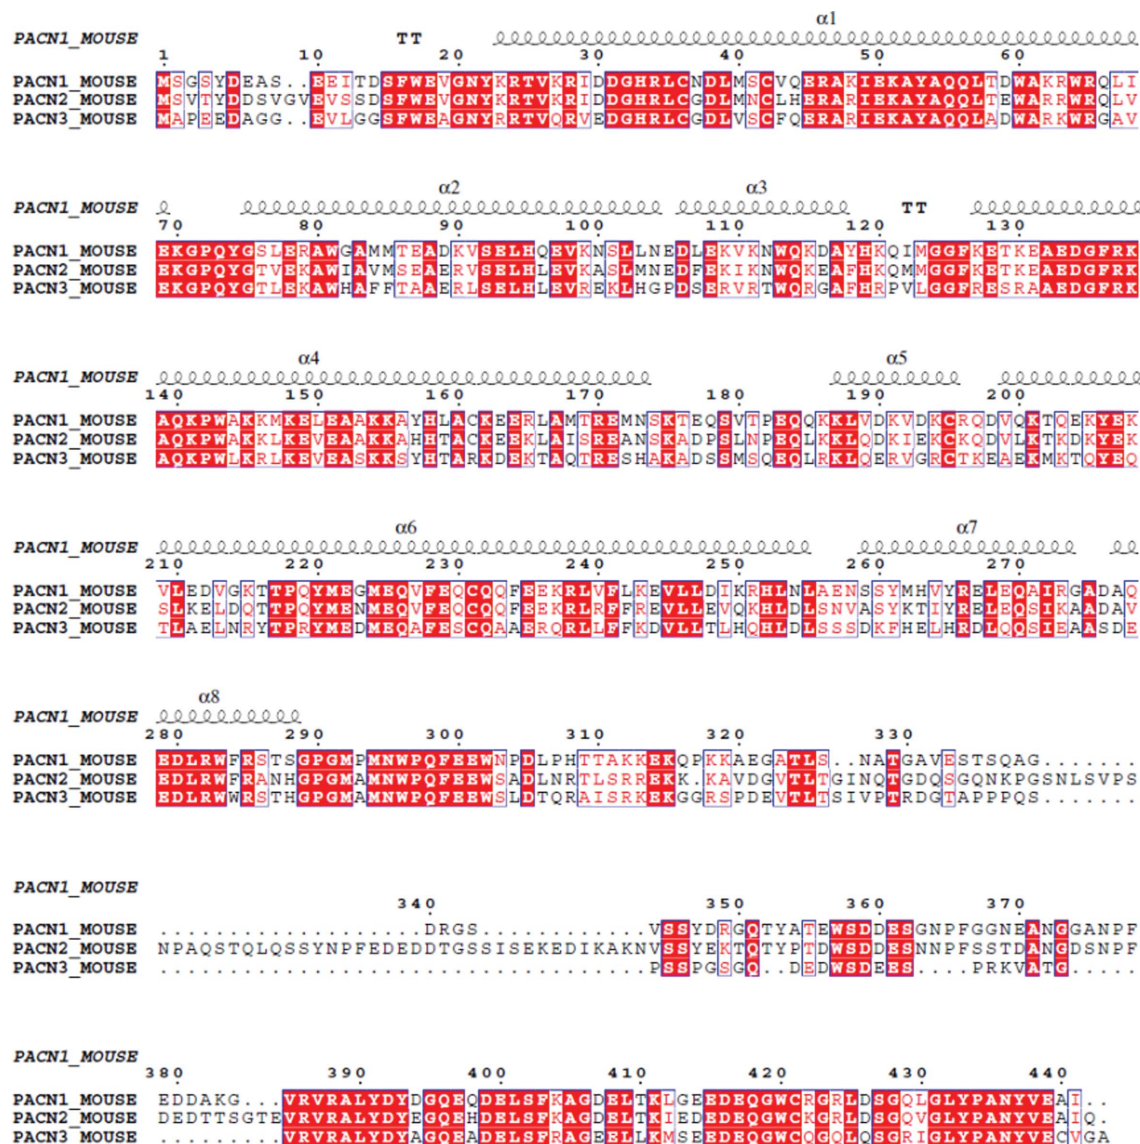 α1
PACN1_MOUSE TT
1 10 20 30 40 50 60
PACN1_MOUSE MSGSYDEAS..EEITDSFWEVGNYKRTVKRIDDGHRLCNDLMSCVQERAKIEKAYAQQLTDWAKRWRQLI
PACN2_MOUSE MSVTYDDSVGVEVSSDSFWEVGNYKRTVKRIDDGHRLCGDLMNCLHERARIEKAYAQQLTEWARRWRQLV
PACN3_MOUSE MAPEEDAGG..EVLGGSFWEAGNYRRTVQRVEDGHRLCGDLVSCFQERARIEKAYAQQLADWARKWRGAV
α2 α3
PACN1_MOUSE TT
70 80 90 100 110 120 130
PACN1_MOUSE EKGPQYGSLERAWGAMMTEADKVSELHQEVKNSLLNEDLEKVKNWQKDAYHKQIMGGFKETKEAEDGFRK
PACN2_MOUSE EKGPQYGTVEKAWIAVMSEAERVSELHLEVKASLMNEDFEKIKNWQKEAFHKQMMGGFKETKEAEDGFRK
PACN3_MOUSE EKGPQYGTLEKAWHAFFTAAERLSELHLEVREKLHGPDSERVRTWQRGAFHRPVLGGFRESRAAEDGFRK
α4 α5
PACN1_MOUSE
140 150 160 170 180 190 200
PACN1_MOUSE AQKPWAKKMKELEAAKKAYHLACKEERLAMTREMNSKTEQSVTPEQQKKLVDKVDKCRQDVQKTQEKYEK
PACN2_MOUSE AQKPWAKKLKEVEAAKKAHHTACKEEKLAISREANSKADPSLNPEQLKKLQDKIEKCKQDVLKTKDKYEK
PACN3_MOUSE AQKPWLKRLKEVEASKKSYHTARKDEKTAQTRESHAKADSSMSQEQLRKLQERVGRCTKEAEKMKTQYEQ
α6 α7
PACN1_MOUSE
210 220 230 240 250 260 270
PACN1_MOUSE VLEDVGKTTPQYMEGMEQVFEQCQQFEEKRLVFLKEVLLDIKRHLNLAENSSYMHVYRELEQAIRGADAQ
PACN2_MOUSE SLKELDQTTPQYMENMEQVFEQCQQFEEKRLRFFREVLLEVQKHLDLSNVASYKTIYRELEQSIKAADAV
PACN3_MOUSE TLAELNRYTPRYMEDMEQAFESCQAAERQRLLFFKDVLLTLHQHLDLSSSDKFHELHRDLQQSIEAASDE
α8
PACN1_MOUSE
280 290 300 310 320 330
PACN1_MOUSE EDLRWFRSTSGPGMPMNWPQFEEWNPDLPHTTAKKEKQPKKAEGATLS..NATGAVESTSQAG.......
PACN2_MOUSE EDLRWFRANHGPGMAMNWPQFEEWSADLNRTLSRREKK.KAVDGVTLTGINQTGDQSGQNKPGSNLSVPS
PACN3_MOUSE EDLRWWRSTHGPGMAMNWPQFEEWSLDTQRAISRKEKGGRSPDEVTLTSIVPTRDGTAPPPQS.......
PACN1_MOUSE
340 350 360 370
PACN1_MOUSE ...................DRGS............VSSYDRGQTYATEWSDDESGNPFGGNEANGGANPF
PACN2_MOUSE NPAQSTQLQSSYNPFEDEDDTGSSISEKEDIKAKNVSSYEKTQTYPTDWSDDESNNPFSSTDANGDSNPF
PACN3_MOUSE ...................................PSSPGSGQ..DEDWSDEES....PRKVATG.....
PACN1_MOUSE
380 390 400 410 420 430 440
PACN1_MOUSE EDDAKG...VRVRALYDYDGQEQDELSFKAGDELTKLGEEDEQGWCRGRLDSGQLGLYPANYVEAI..
PACN2_MOUSE DEDTTSGTEVRVRALYDYEGQEHDELSFKAGDELTKIEDEDEQGWCKGRLDSGQVGLYPANYVEAIQ.
PACN3_MOUSE .........VRVRALYDYAGQEADELSFRAGEELLKMSEEDEQGWCQGQLQSGRIGLYPANYVECVGA